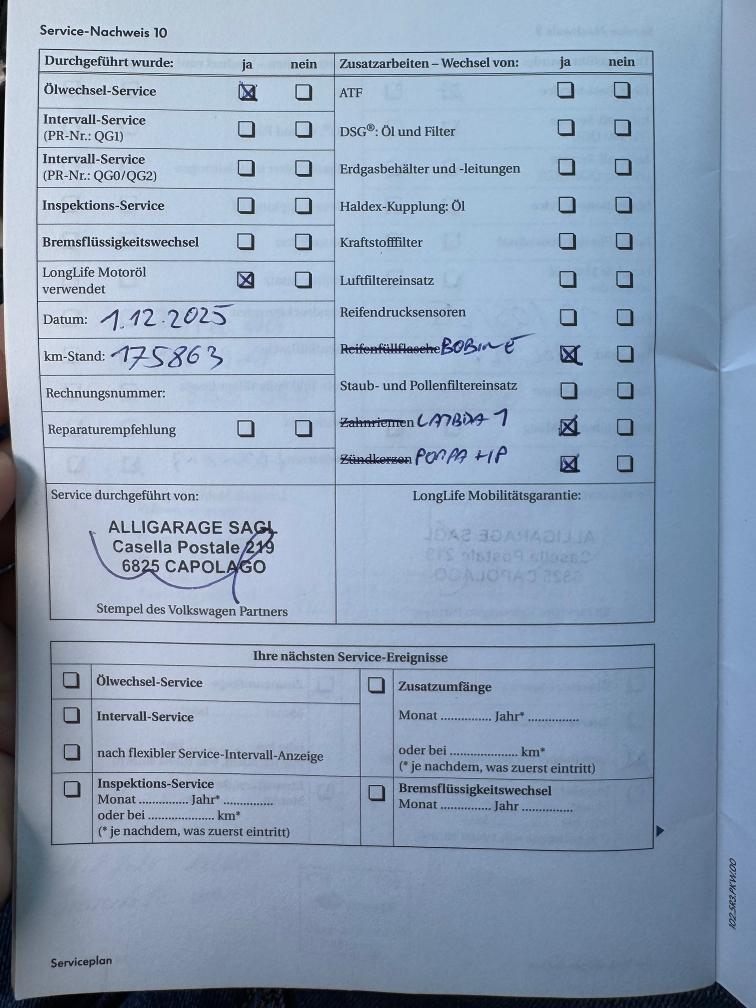 Service-Nachweis 10
Durchgeführt wurde: ja nein
Ölwechsel-Service
Intervall-Service
(PR-Nr.: QG1)
Intervall-Service
(PR-Nr.: QG0/QG2)
Inspektions-Service
Bremsflüssigkeitswechsel
LongLife Motoröl
verwendet
Datum: 1.12.2025
km-Stand: 175863
Rechnungsnummer:
Reparaturempfehlung
Zusatzarbeiten – Wechsel von: ja nein
ATF
DSG®: Öl und Filter
Erdgasbehälter und -leitungen
Haldex-Kupplung: Öl
Kraftstofffilter
Luftfiltereinsatz
Reifendrucksensoren
Reifenfüllflasche BOBINE
Staub- und Pollenfiltereinsatz
Zahnriemen LAMBDA 1
Zündkerzen POMPA HP
Service durchgeführt von:
ALLIGARAGE SAGL
Casella Postale 219
6825 CAPOLAGO
Stempel des Volkswagen Partners
LongLife Mobilitätsgarantie:
Ihre nächsten Service-Ereignisse
Ölwechsel-Service
Intervall-Service
nach flexibler Service-Intervall-Anzeige
Inspektions-Service
Monat .............. Jahr* ..............
oder bei ................... km*
(* je nachdem, was zuerst eintritt)
Zusatzumfänge
Monat .............. Jahr* ..............
oder bei ................... km*
(* je nachdem, was zuerst eintritt)
Bremsflüssigkeitswechsel
Monat .............. Jahr ..............
Serviceplan
102.5R3.PKW.00